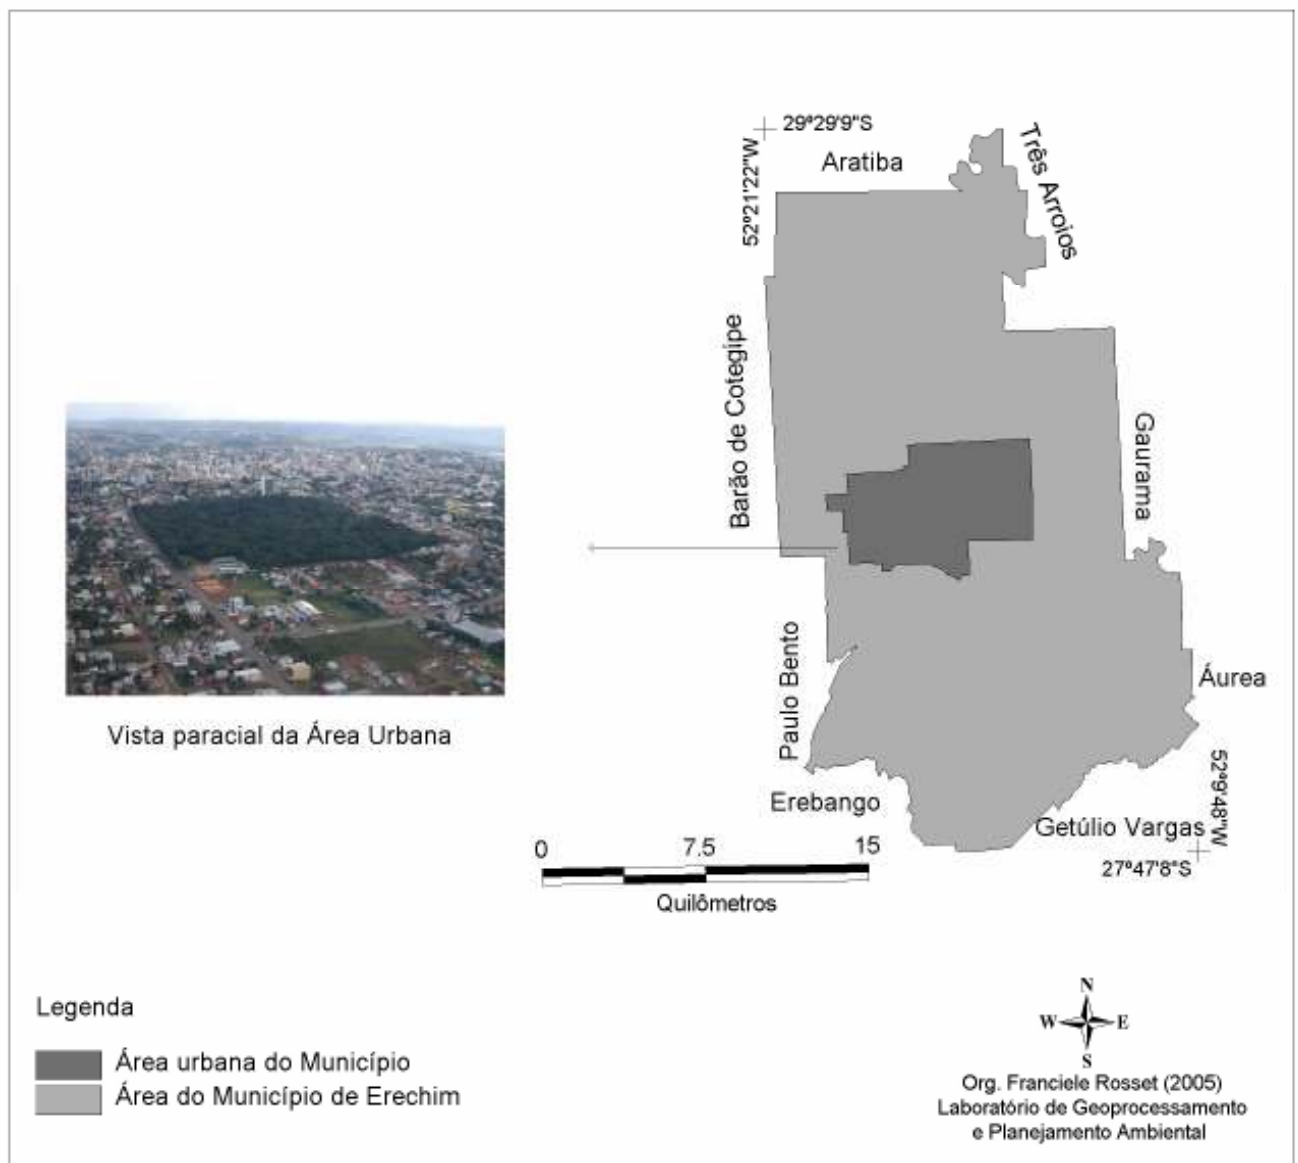 29º29'9"S
52º21'22"W
Aratiba
Três Arroios
Barão de Cotegipe
Gaurama
Paulo Bento
Áurea
Vista paracial da Área Urbana
Erebango
52º9'48"W
Getúlio Vargas
27º47'8"S
0 7.5 15
Quilômetros
Legenda
Área urbana do Município
Área do Município de Erechim
N
W E
S
Org. Franciele Rosset (2005)
Laboratório de Geoprocessamento
e Planejamento Ambiental